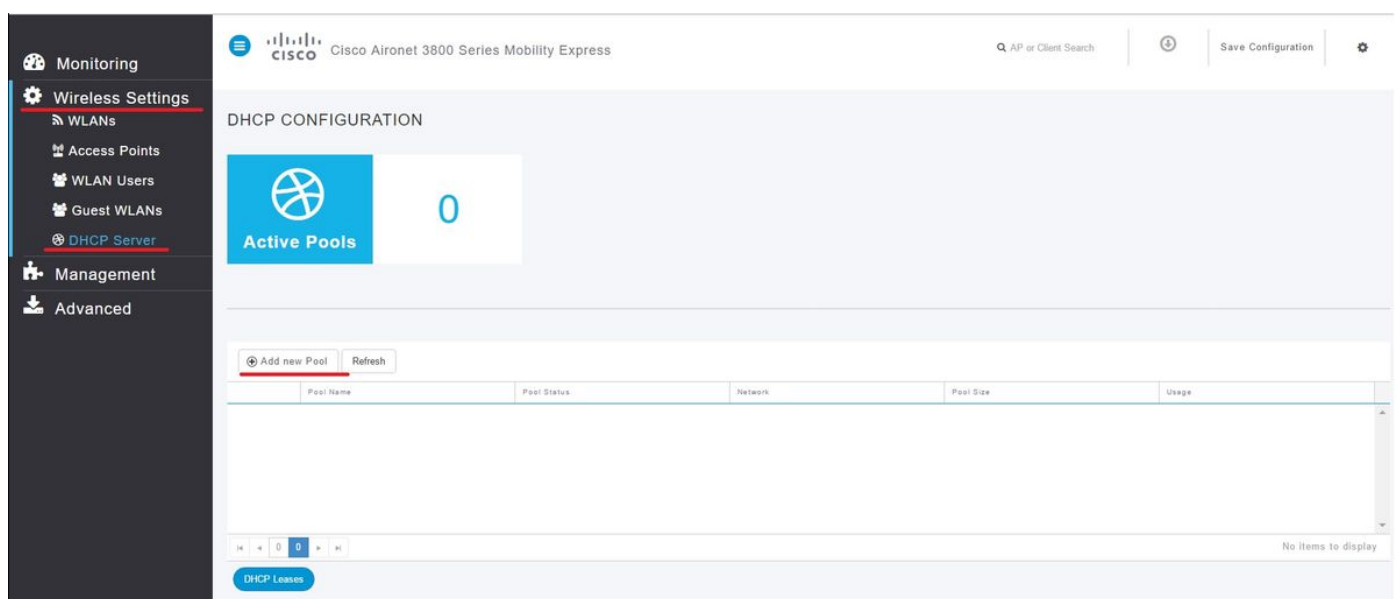 Monitoring
Wireless Settings
WLANs
Access Points
WLAN Users
Guest WLANs
DHCP Server
Management
Advanced
CISCO Cisco Aironet 3800 Series Mobility Express
AP or Client Search
Save Configuration
DHCP CONFIGURATION
Active Pools
0
Add new Pool Refresh
Pool Name Pool Status Network Pool Size Usage
0 0
No items to display
DHCP Leases